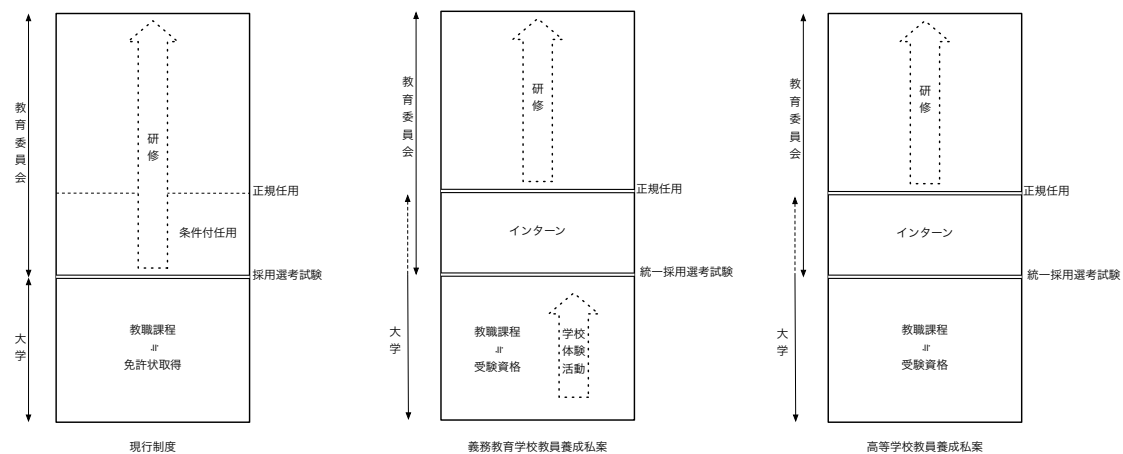 教育委員会
大学
研修
正規任用
条件付任用
採用選考試験
教職課程
=
免許状取得
現行制度
教育委員会
大学
研修
正規任用
インターン
統一採用選考試験
教職課程
=
受験資格
学校
体験
活動
義務教育学校教員養成私案
教育委員会
大学
研修
正規任用
インターン
統一採用選考試験
教職課程
=
受験資格
高等学校教員養成私案